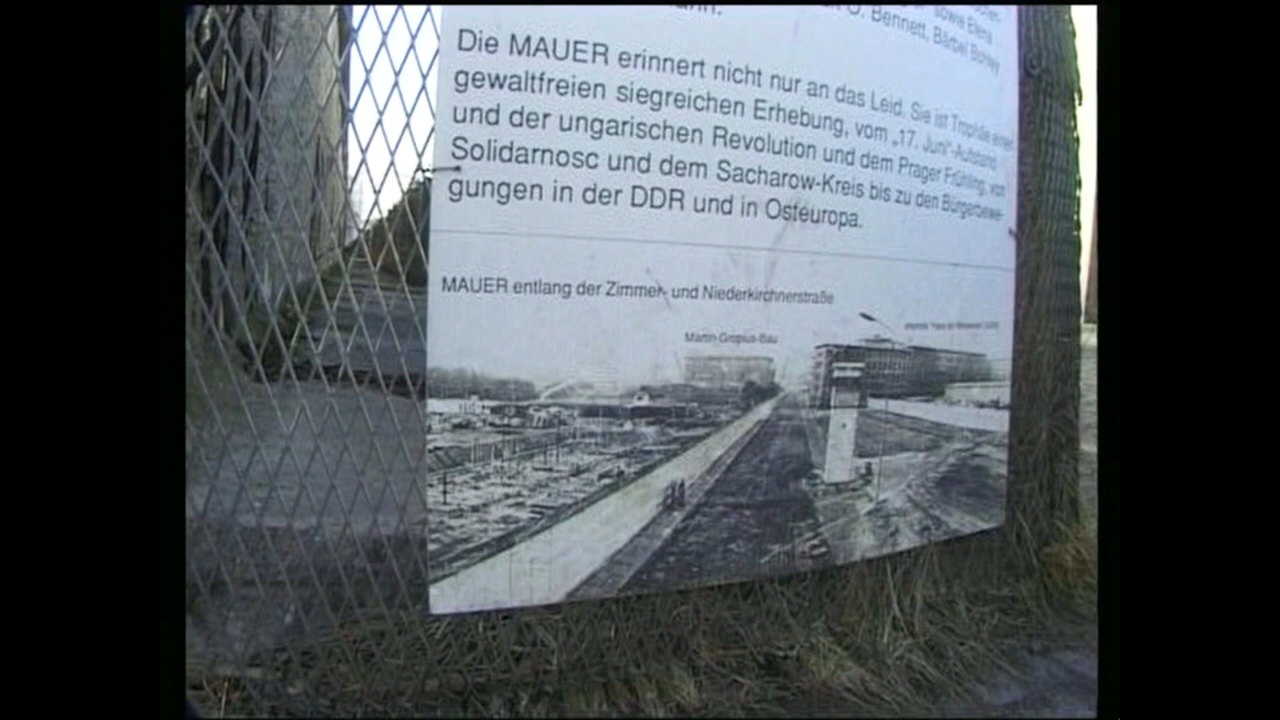 O. Bennett, Bärbel Bohley
Die MAUER erinnert nicht nur an das Leid. Sie ist Trophäe einer
gewaltfreien siegreichen Erhebung, vom „17. Juni“-Aufstand
und der ungarischen Revolution und dem Prager Frühling, von
Solidarnosc und dem Sacharow-Kreis bis zu den Bürgerbewe-
gungen in der DDR und in Osteuropa.
MAUER entlang der Zimmer- und Niederkirchnerstraße
Martin-Gropius-Bau